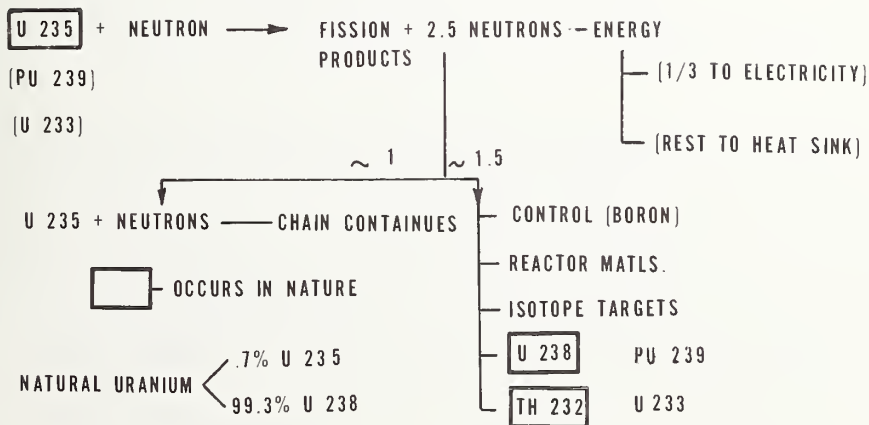 U 235 + NEUTRON → FISSION + 2.5 NEUTRONS - - ENERGY
PRODUCTS
(PU 239)
(U 233)
(1/3 TO ELECTRICITY)
(REST TO HEAT SINK)
~ 1 ~ 1.5
U 235 + NEUTRONS — CHAIN CONTAINUES
CONTROL (BORON)
REACTOR MATLS.
ISOTOPE TARGETS
U 238 PU 239
TH 232 U 233
OCCURS IN NATURE
NATURAL URANIUM
.7% U 235
99.3% U 238